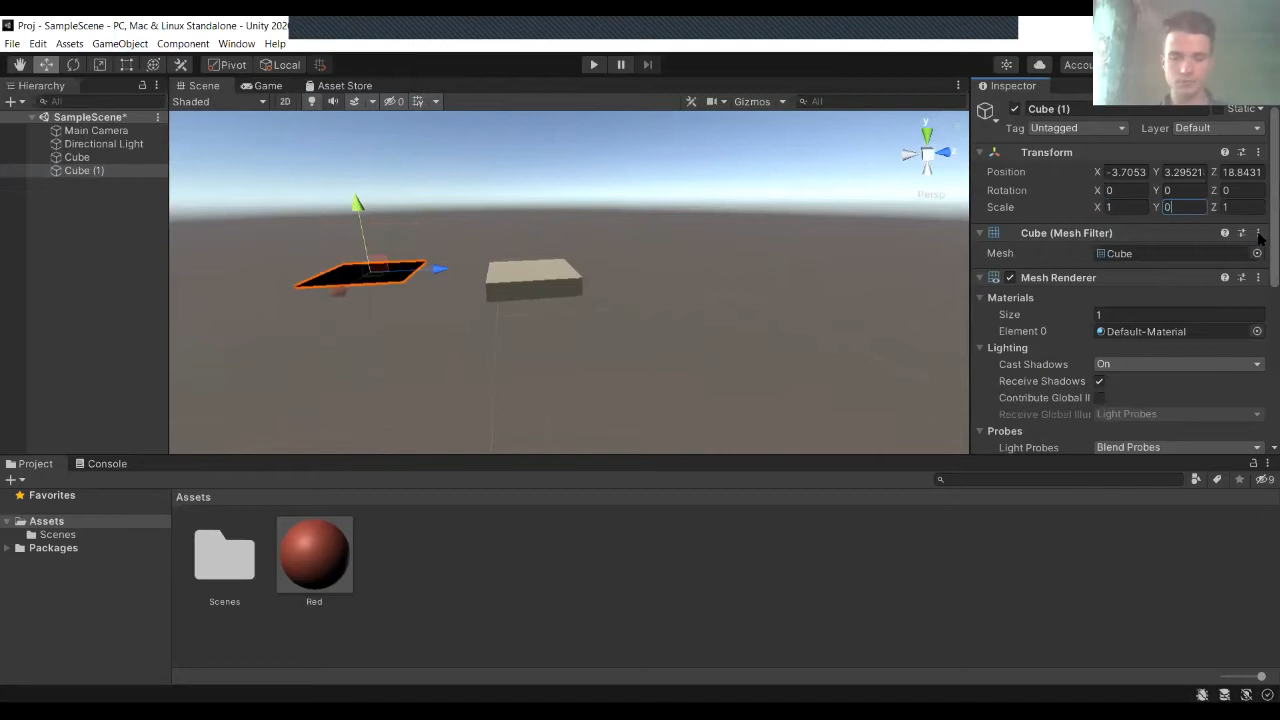 Proj - SampleScene - PC, Mac & Linux Standalone - Unity 202
File Edit Assets GameObject Component Window Help
Pivot Local Accou
Hierarchy Scene Game Asset Store Inspector
All Shaded 2D 0 Gizmos All Cube (1) Static
SampleScene* Tag Untagged Layer Default
Main Camera
Directional Light
Cube
Cube (1)
y
z
Persp
Transform
Position X -3.7053 Y 3.29521 Z 18.8431
Rotation X 0 Y 0 Z 0
Scale X 1 Y 0 Z 1
Cube (Mesh Filter)
Mesh Cube
Mesh Renderer
Materials
Size 1
Element 0 Default-Material
Lighting
Cast Shadows On
Receive Shadows
Contribute Global Il
Receive Global Illur Light Probes
Probes
Light Probes Blend Probes
Project Console
9
Favorites
Assets
Scenes
Packages
Assets
Scenes Red